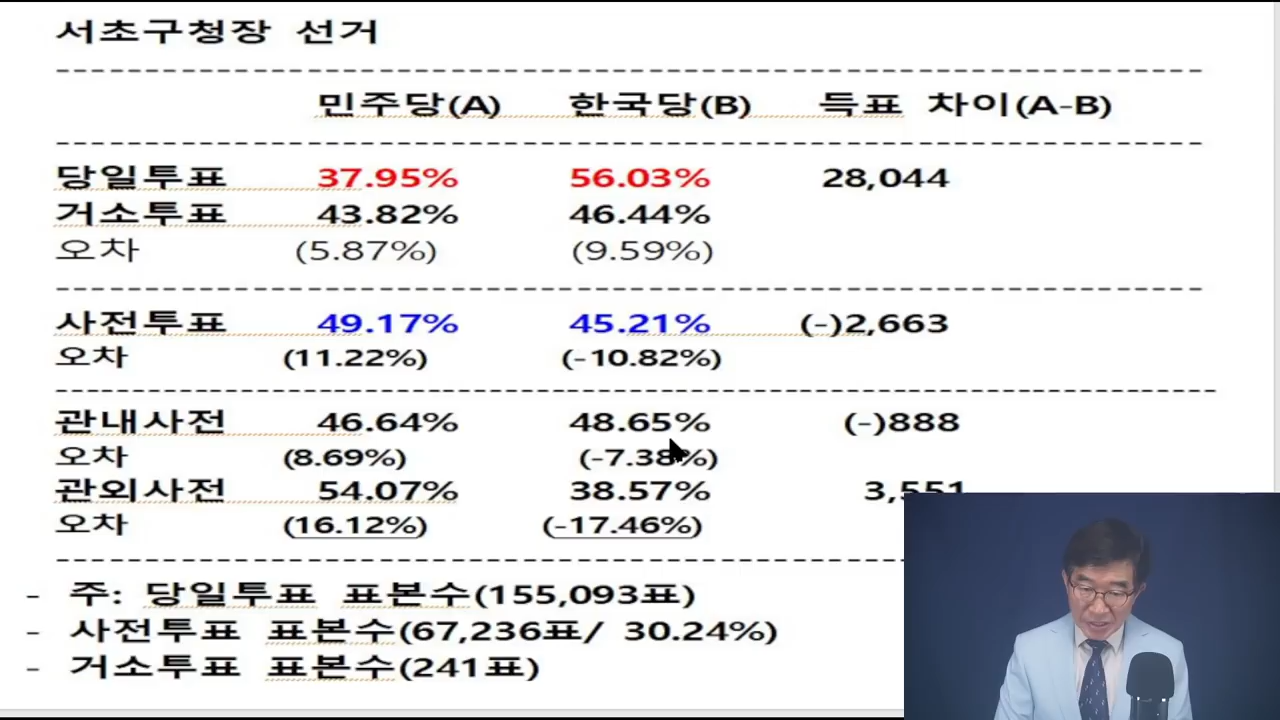 서초구청장 선거
민주당(A) 한국당(B) 득표 차이(A-B)
당일투표 37.95% 56.03% 28,044
거소투표 43.82% 46.44%
오차 (5.87%) (9.59%)
사전투표 49.17% 45.21% (-)2,663
오차 (11.22%) (-10.82%)
관내사전 46.64% 48.65% (-)888
오차 (8.69%) (-7.38%)
관외사전 54.07% 38.57% 3,551
오차 (16.12%) (-17.46%)
- 주: 당일투표 표본수(155,093표)
- 사전투표 표본수(67,236표/ 30.24%)
- 거소투표 표본수(241표)